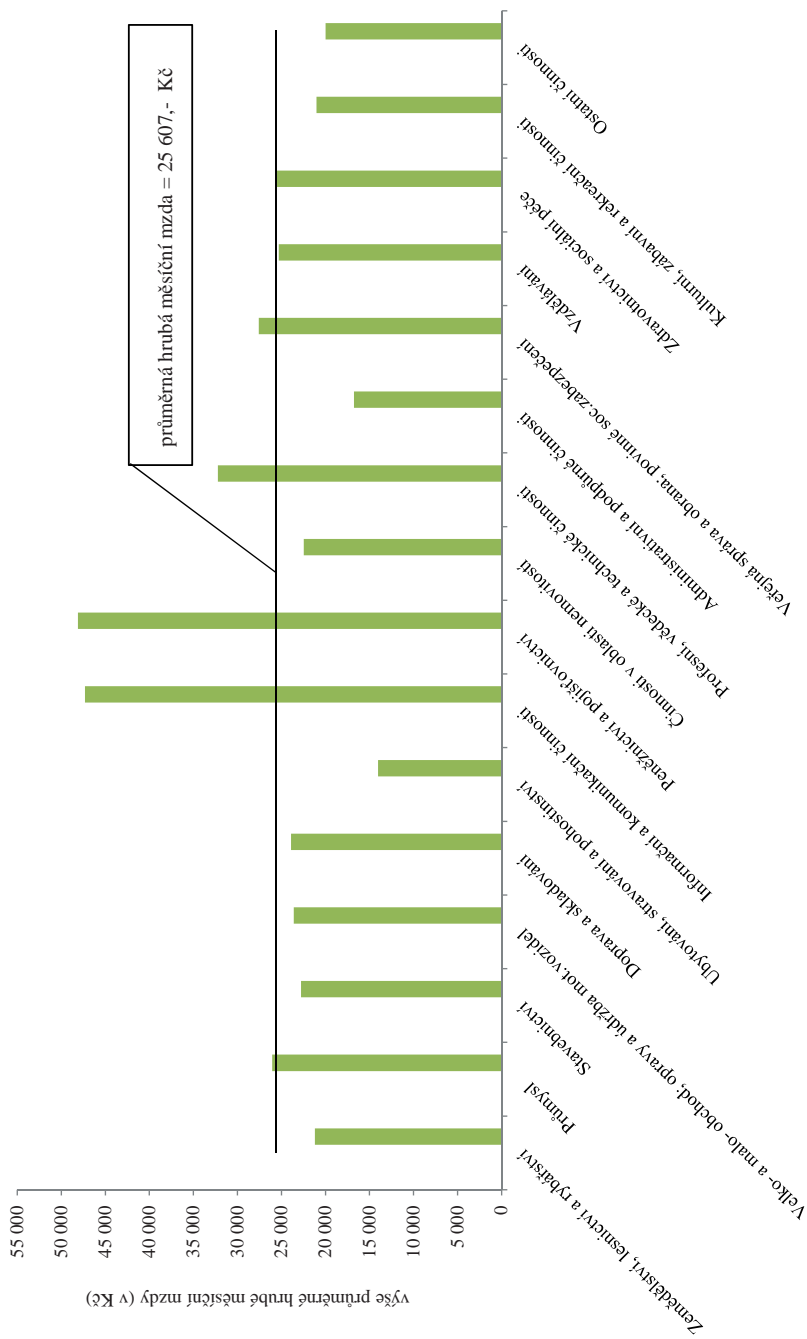 výše průměrné hrubé měsíční mzdy (v Kč)
55 000
50 000
45 000
40 000
35 000
30 000
25 000
20 000
15 000
10 000
5 000
0
průměrná hrubá měsíční mzda = 25 607,- Kč
Zemědělství, lesnictví a rybářství
Průmysl
Stavebnictví
Velko- a malo- obchod; opravy a údržba mot.vozidel
Doprava a skladování
Ubytování, stravování a pohostinství
Informační a komunikační činnosti
Peněžnictví a pojišťovnictví
Činnosti v oblasti nemovitostí
Profesní, vědecké a technické činnosti
Administrativní a podpůrné činnosti
Veřejná správa a obrana; povinné soc.zabezpečení
Vzdělávání
Zdravotnictví a sociální péče
Kulturní, zábavní a rekreační činnosti
Ostatní činnosti